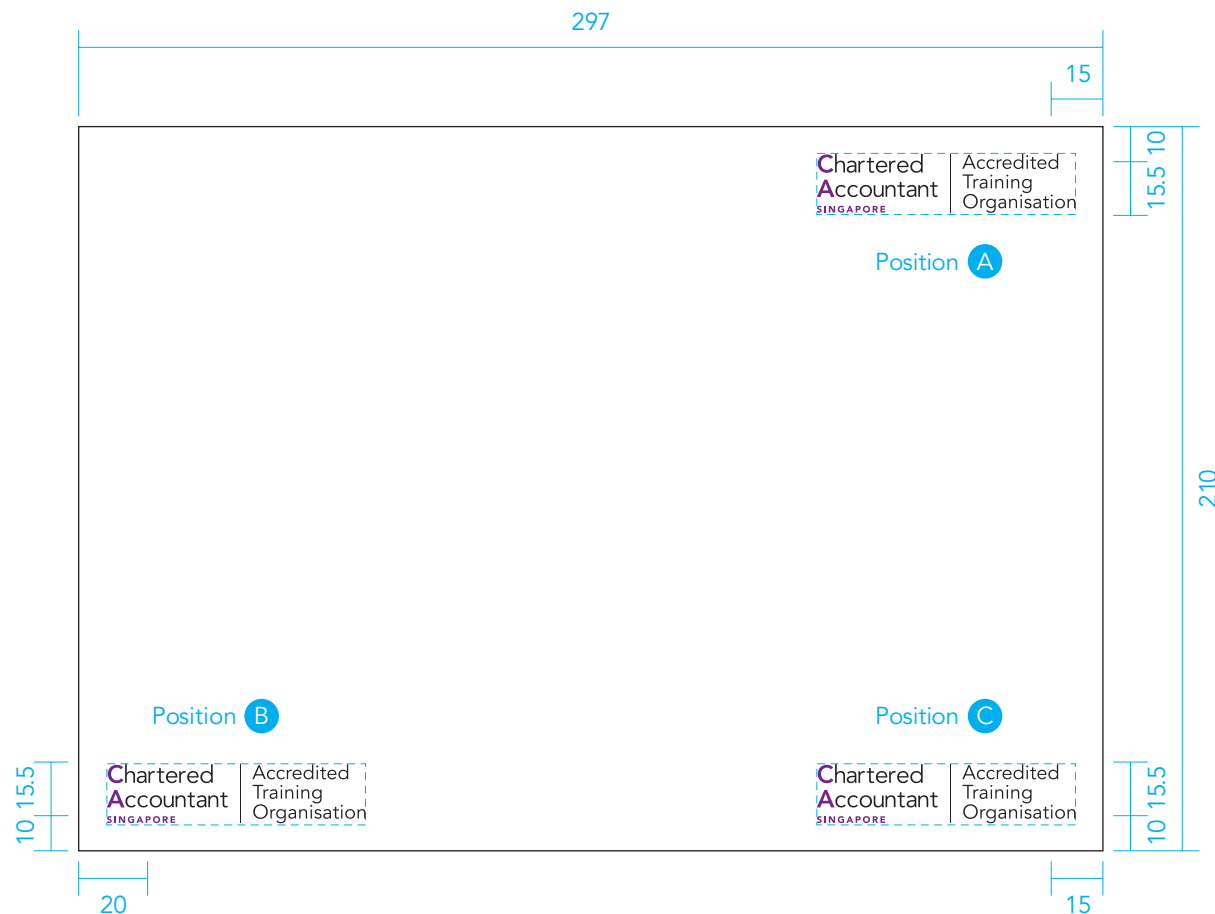 297
15
10
15.5
Chartered
Accountant
SINGAPORE
Accredited
Training
Organisation
Position A
210
Position B
Position C
15.5
10
Chartered
Accountant
SINGAPORE
Accredited
Training
Organisation
Chartered
Accountant
SINGAPORE
Accredited
Training
Organisation
15.5
10
20
15